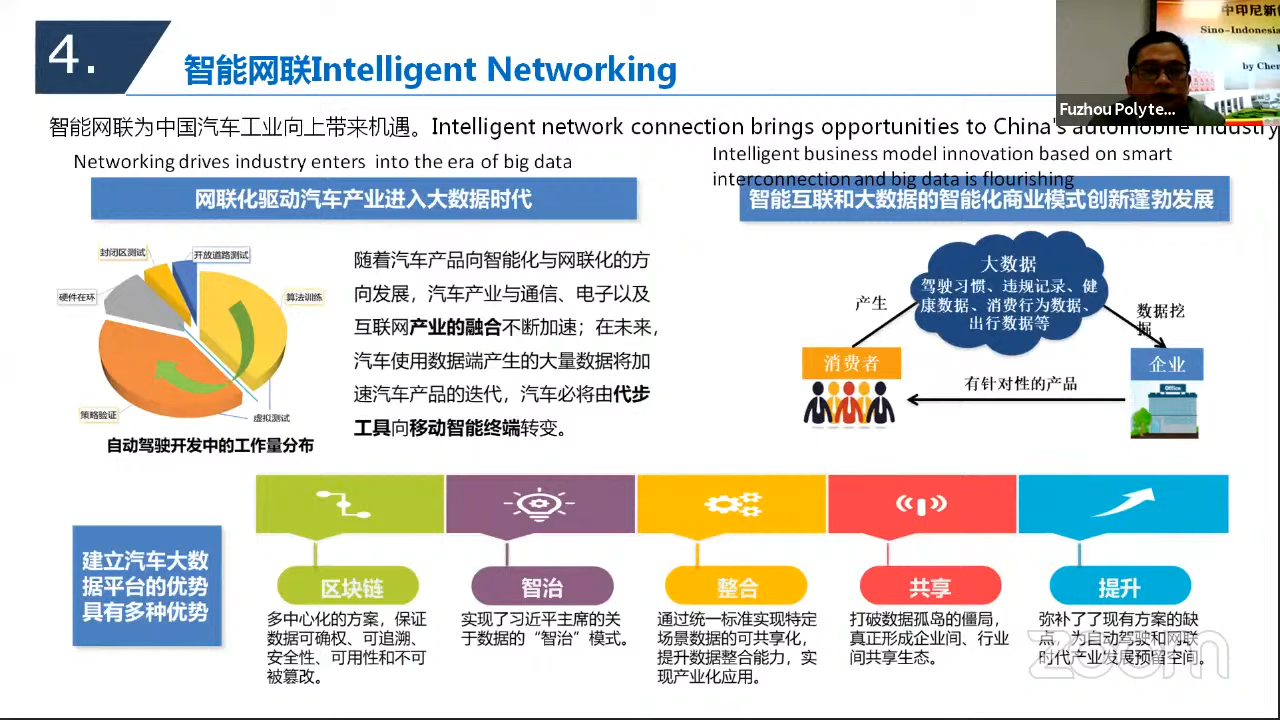 4.
智能网联Intelligent Networking
中印尼新
Sino-Indonesia
by Chen
Fuzhou Polyte...
智能网联为中国汽车工业向上带来机遇。Intelligent network connection brings opportunities to China's automobile industry
Networking drives industry enters into the era of big data
网联化驱动汽车产业进入大数据时代
Intelligent business model innovation based on smart
interconnection and big data is flourishing
智能互联和大数据的智能化商业模式创新蓬勃发展
封闭区测试
开放道路测试
硬件在环
算法训练
策略验证
虚拟测试
自动驾驶开发中的工作量分布
随着汽车产品向智能化与网联化的方
向发展，汽车产业与通信、电子以及
互联网产业的融合不断加速；在未来，
汽车使用数据端产生的大量数据将加
速汽车产品的迭代，汽车必将由代步
工具向移动智能终端转变。
大数据
驾驶习惯、违规记录、健
康数据、消费行为数据、
出行数据等
产生
数据挖
掘
消费者
企业
有针对性的产品
Office
建立汽车大数
据平台的优势
具有多种优势
区块链
多中心化的方案，保证
数据可确权、可追溯、
安全性、可用性和不可
被篡改。
智治
实现了习近平主席的关
于数据的“智治”模式。
整合
通过统一标准实现特定
场景数据的可共享化，
提升数据整合能力，实
现产业化应用。
共享
打破数据孤岛的僵局，
真正形成企业间、行业
间共享生态。
提升
弥补了了现有方案的缺
点，为自动驾驶和网联
时代产业发展预留空间。
zoom